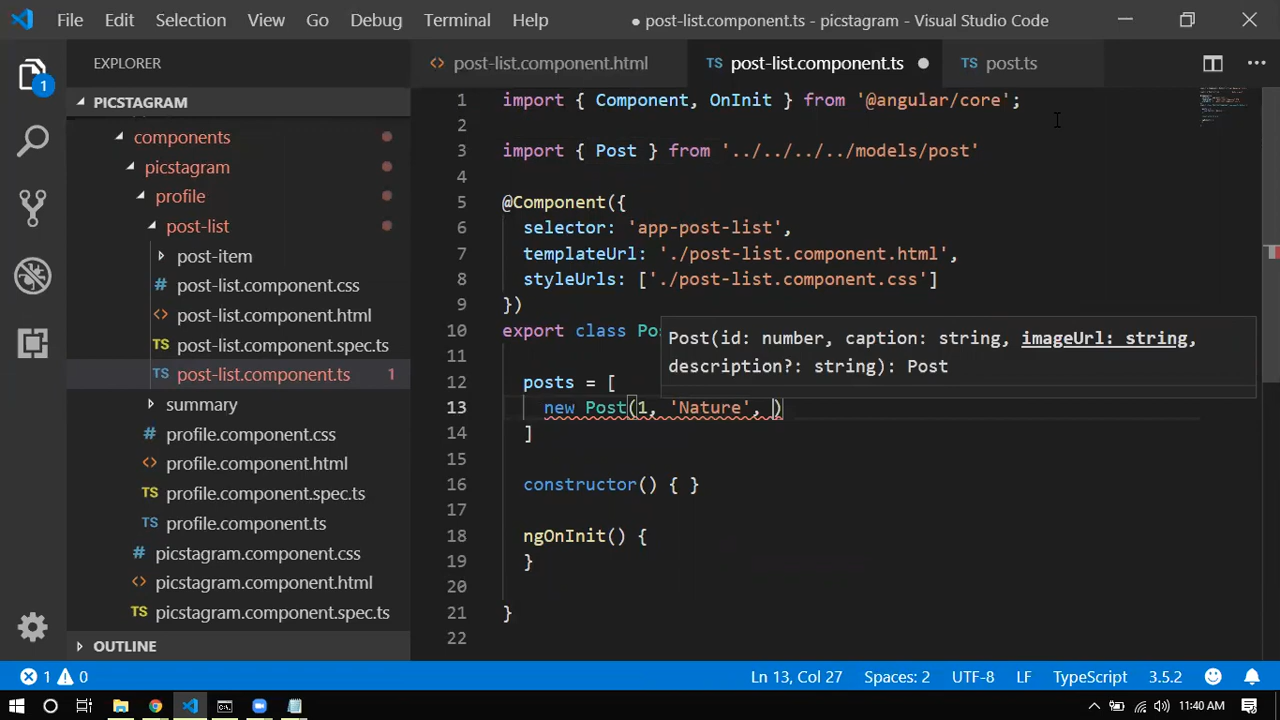 File Edit Selection View Go Debug Terminal Help ● post-list.component.ts - picstagram - Visual Studio Code
EXPLORER
<> post-list.component.html TS post-list.component.ts ● TS post.ts
1
PICSTAGRAM
components
picstagram
profile
post-list
post-item
# post-list.component.css
<> post-list.component.html
TS post-list.component.spec.ts
TS post-list.component.ts 1
summary
# profile.component.css
<> profile.component.html
TS profile.component.spec.ts
TS profile.component.ts
# picstagram.component.css
<> picstagram.component.html
TS picstagram.component.spec.ts
OUTLINE
1 import { Component, OnInit } from '@angular/core';
2
3 import { Post } from '../../../../models/post'
4
5 @Component({
6 selector: 'app-post-list',
7 templateUrl: './post-list.component.html',
8 styleUrls: ['./post-list.component.css']
9 })
10 export class Pos
Post(id: number, caption: string, imageUrl: string,
description?: string): Post
11
12 posts = [
13 new Post(1, 'Nature', )
14 ]
15
16 constructor() { }
17
18 ngOnInit() {
19 }
20
21 }
22
1 0 Ln 13, Col 27 Spaces: 2 UTF-8 LF TypeScript 3.5.2
11:40 AM